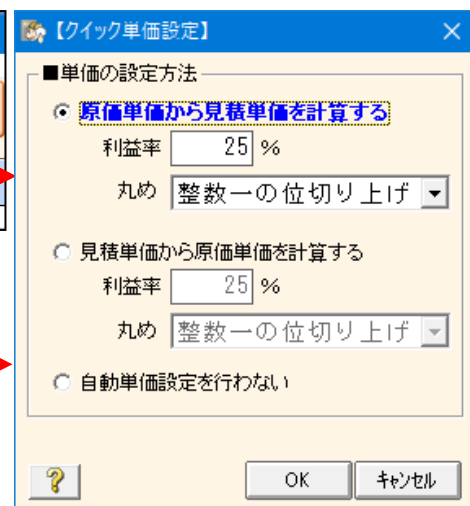 【クイック単価設定】
■単価の設定方法
原価単価から見積単価を計算する
利益率 25 %
丸め 整数一の位切り上げ
見積単価から原価単価を計算する
利益率 25 %
丸め 整数一の位切り上げ
自動単価設定を行わない
? OK キャンセル